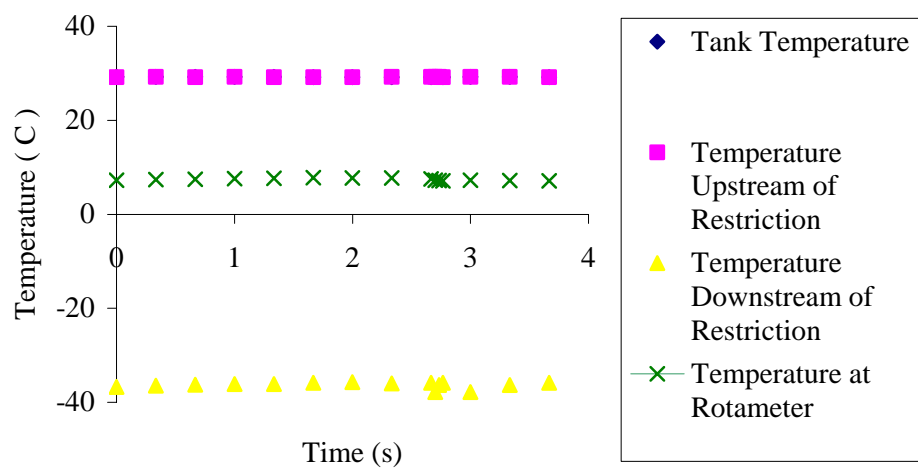 40
20
0
-20
-40
0
1
2
3
4
Temperature ( C )
Time (s)
Tank Temperature
Temperature
Upstream of
Restriction
Temperature
Downstream of
Restriction
Temperature at
Rotameter